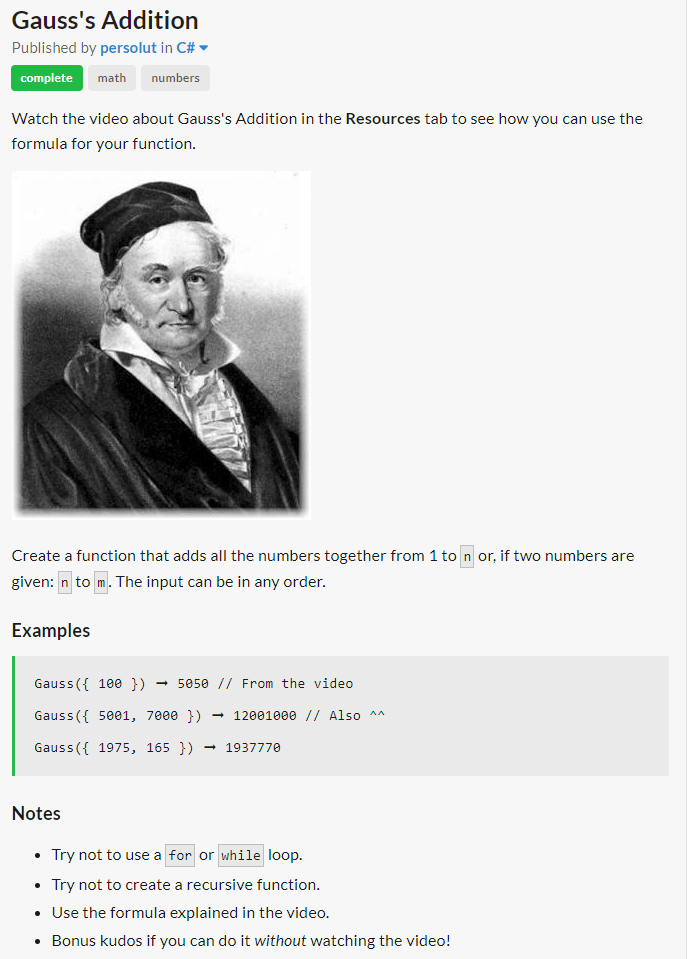 Gauss's Addition
Published by persolut in C#
complete math numbers
Watch the video about Gauss's Addition in the Resources tab to see how you can use the
formula for your function.
Create a function that adds all the numbers together from 1 to n or, if two numbers are
given: n to m. The input can be in any order.
Examples
Gauss({ 100 }) ➞ 5050 // From the video
Gauss({ 5001, 7000 }) ➞ 12001000 // Also ^^
Gauss({ 1975, 165 }) ➞ 1937770
Notes
• Try not to use a for or while loop.
• Try not to create a recursive function.
• Use the formula explained in the video.
• Bonus kudos if you can do it without watching the video!